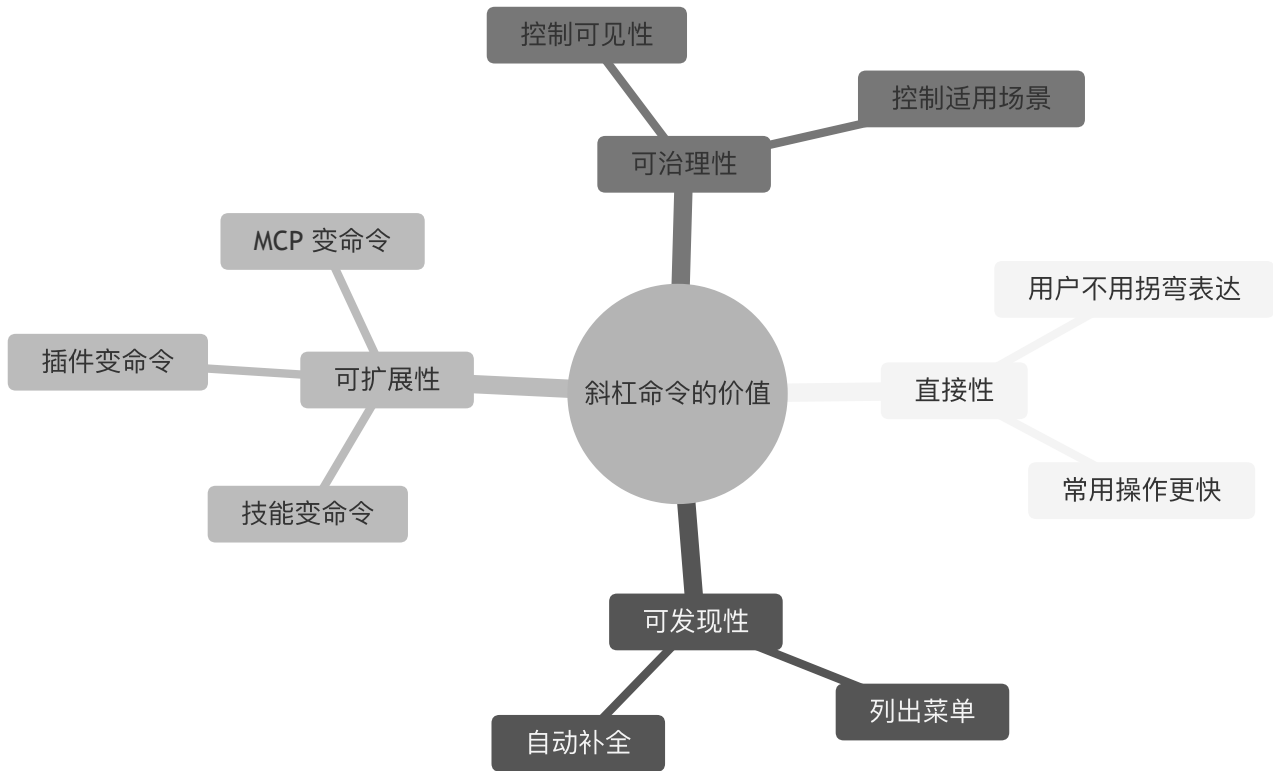 控制可见性
控制适用场景
可治理性
MCP 变命令
用户不用拐弯表达
插件变命令
可扩展性
斜杠命令的价值
直接性
技能变命令
常用操作更快
可发现性
列出菜单
自动补全